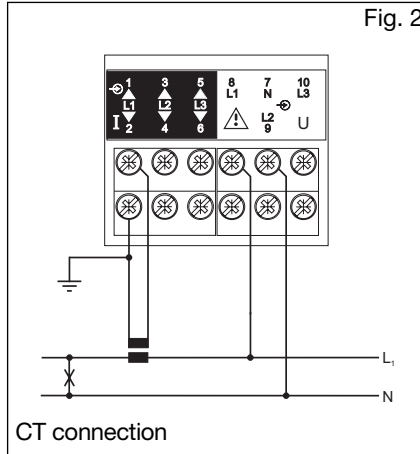 Fig. 2
1 3 5 8 7 10
L1 N L3
L1 L2 L3
I 2 4 6 L2 U
9
L₁
N
CT connection